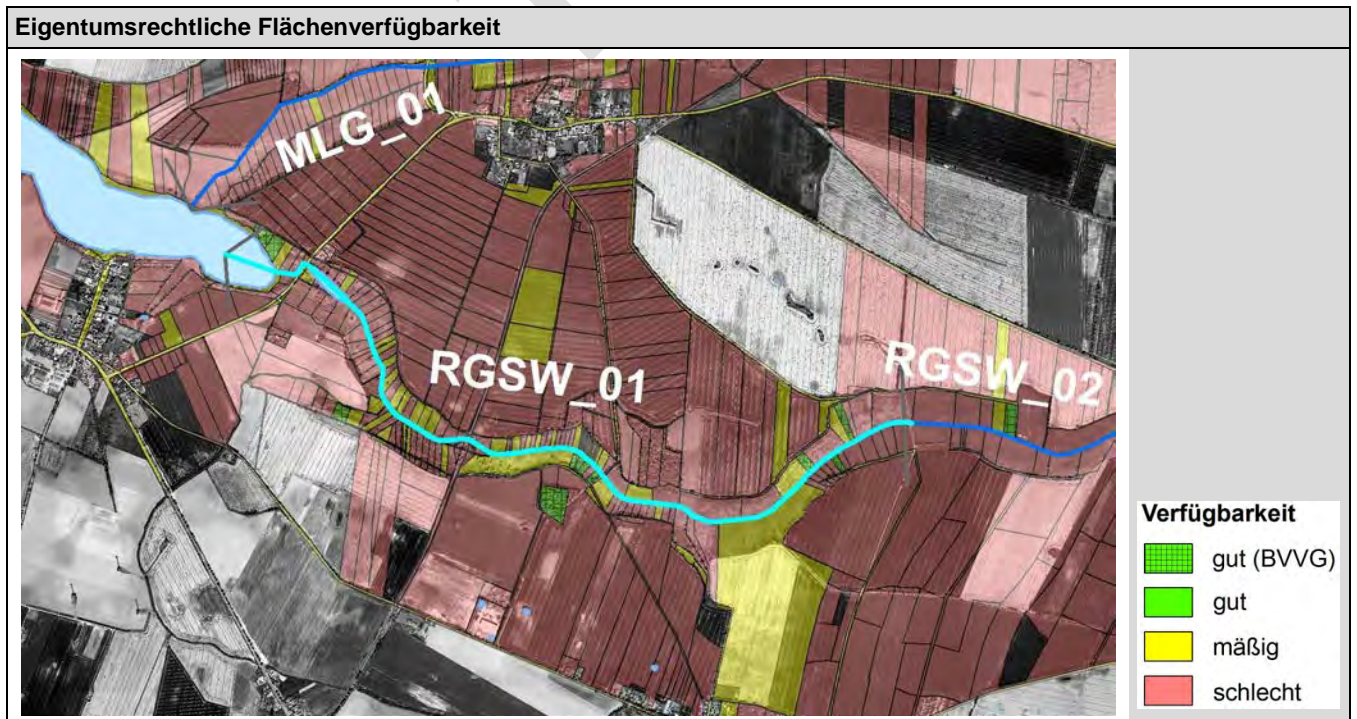 Eigentumsrechtliche Flächenverfügbarkeit
MLG_01
RGSW_01
RGSW_02
Verfügbarkeit
gut (BVVG)
gut
mäßig
schlecht